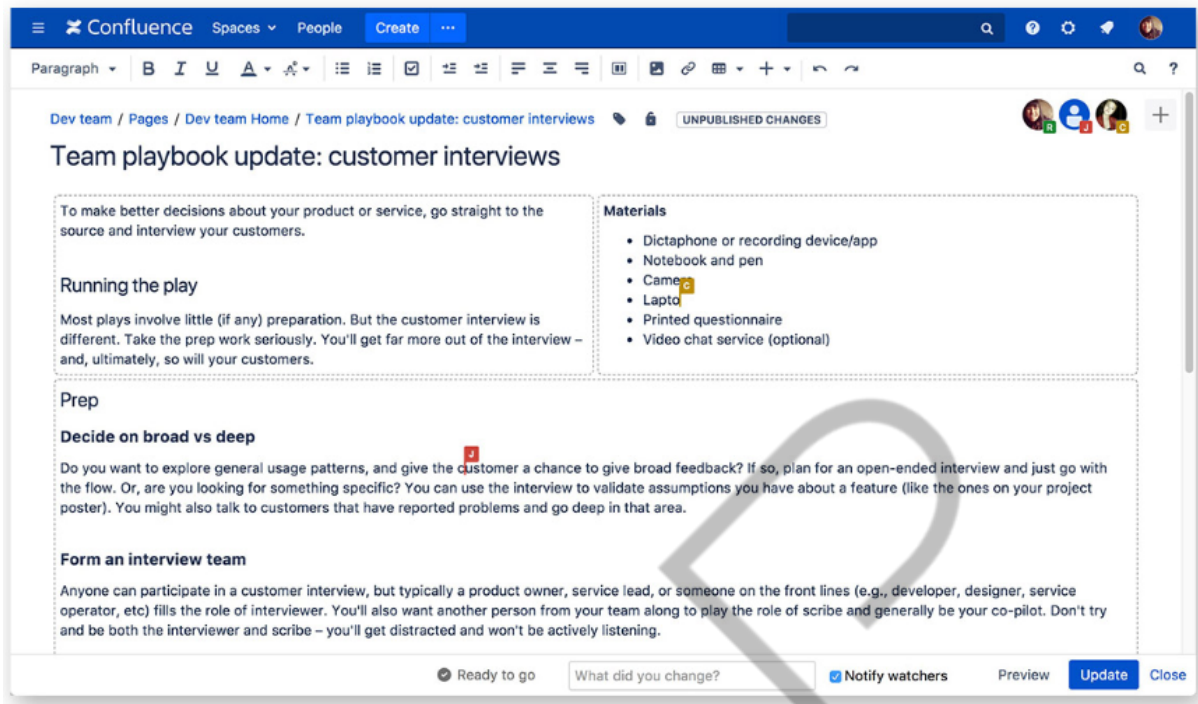 Confluence Spaces People Create ...
Paragraph B I U A ?
Dev team / Pages / Dev team Home / Team playbook update: customer interviews UNPUBLISHED CHANGES R J C
Team playbook update: customer interviews
To make better decisions about your product or service, go straight to the
source and interview your customers.
Running the play
Most plays involve little (if any) preparation. But the customer interview is
different. Take the prep work seriously. You'll get far more out of the interview –
and, ultimately, so will your customers.
Materials
• Dictaphone or recording device/app
• Notebook and pen
• Camera
C
• Lapto
• Printed questionnaire
• Video chat service (optional)
Prep
Decide on broad vs deep
J
Do you want to explore general usage patterns, and give the customer a chance to give broad feedback? If so, plan for an open-ended interview and just go with
the flow. Or, are you looking for something specific? You can use the interview to validate assumptions you have about a feature (like the ones on your project
poster). You might also talk to customers that have reported problems and go deep in that area.
Form an interview team
Anyone can participate in a customer interview, but typically a product owner, service lead, or someone on the front lines (e.g., developer, designer, service
operator, etc) fills the role of interviewer. You'll also want another person from your team along to play the role of scribe and generally be your co-pilot. Don't try
and be both the interviewer and scribe – you'll get distracted and won't be actively listening.
Ready to go What did you change? Notify watchers Preview Update Close